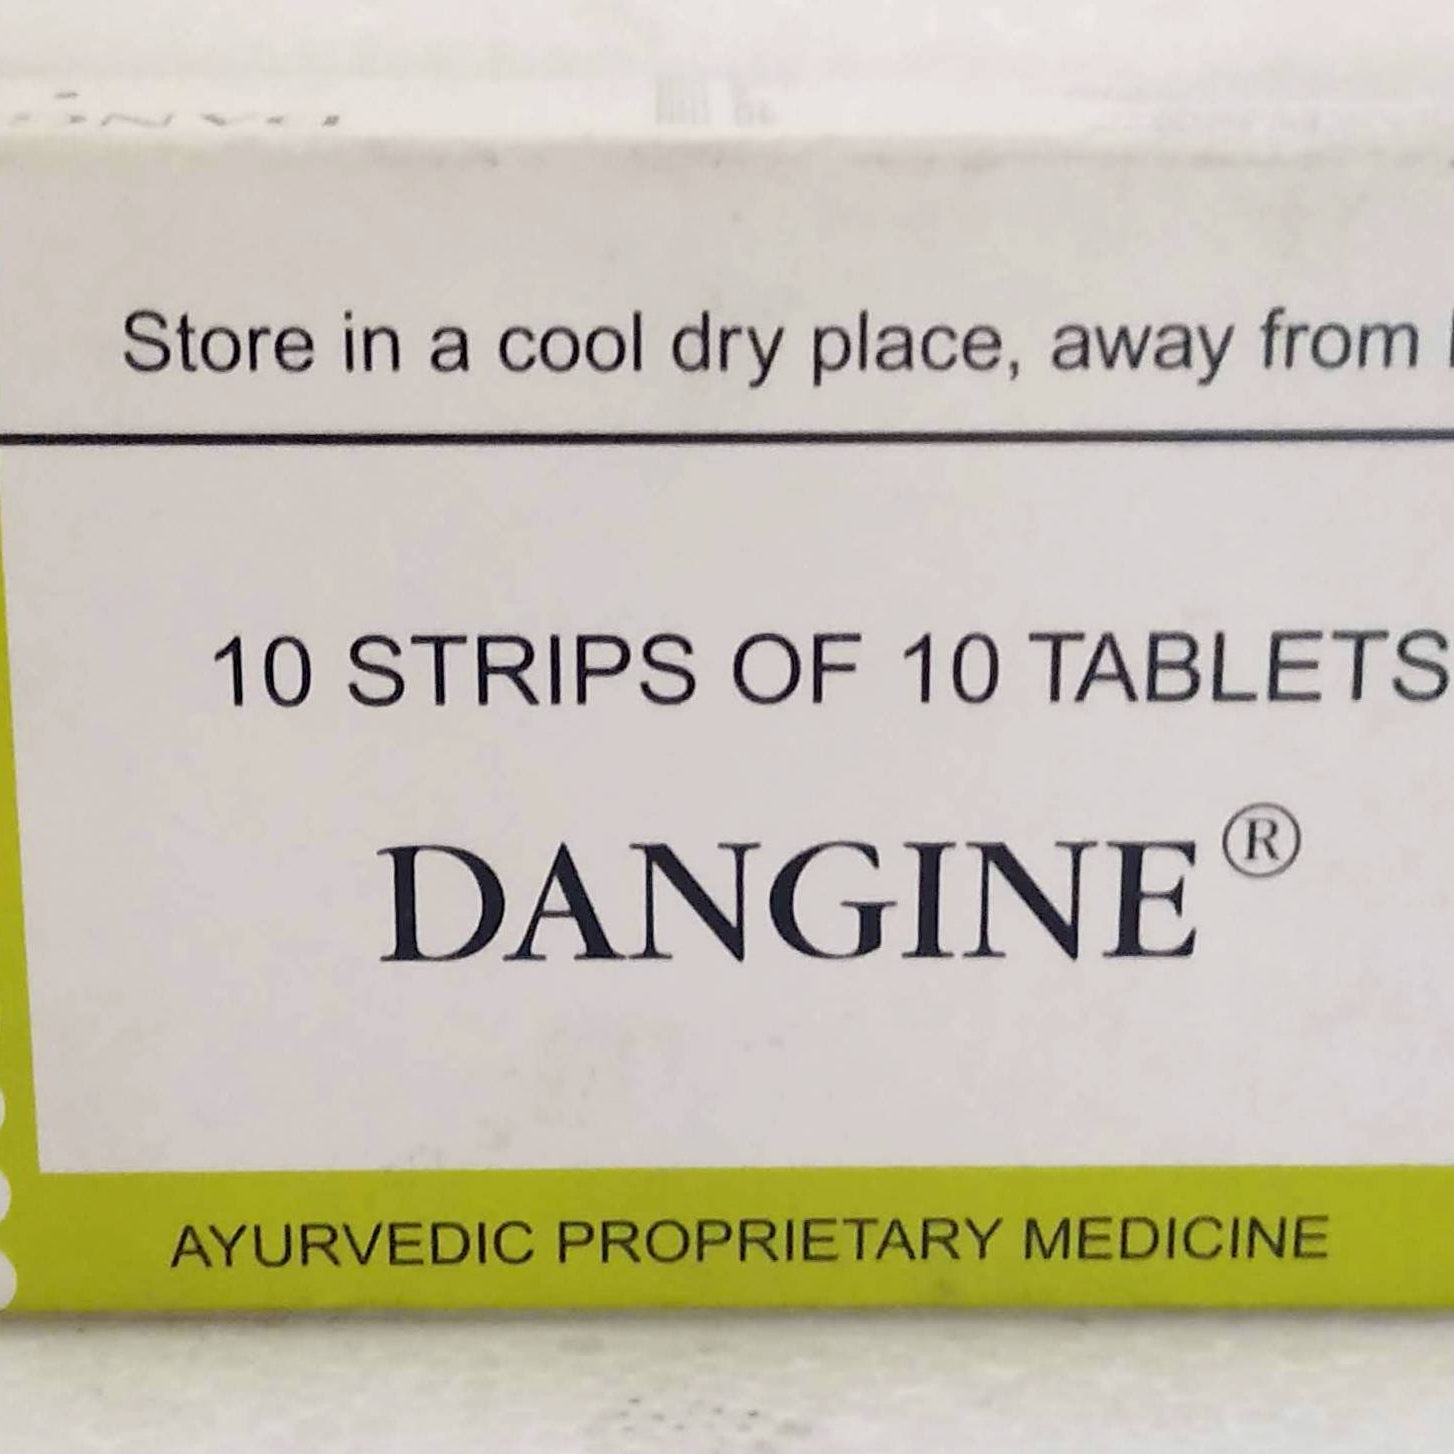 Store in a cool dry place, away from
10 STRIPS OF 10 TABLETS
DANGINE®
AYURVEDIC PROPRIETARY MEDICINE